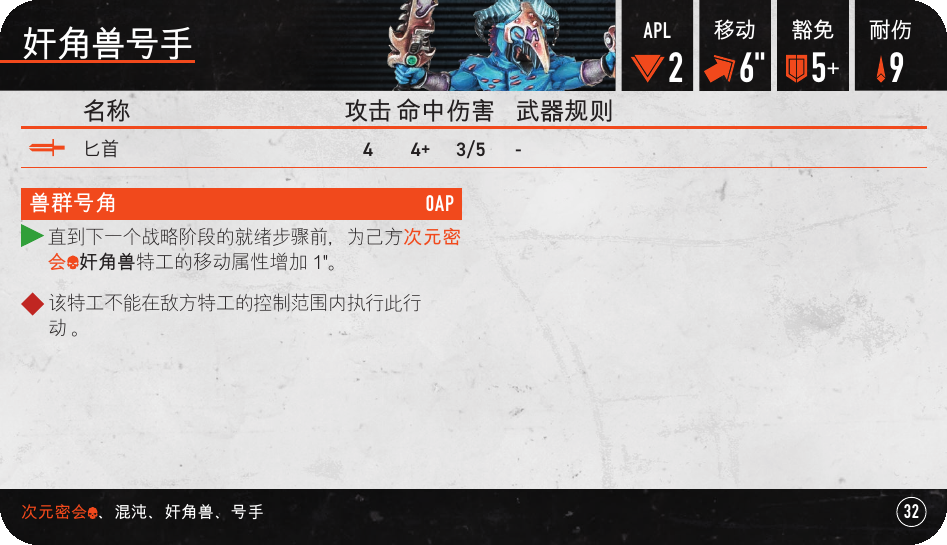 奸角兽号手
APL 移动 豁免 耐伤
2 6" 5+ 9
名称 攻击 命中 伤害 武器规则
匕首 4 4+ 3/5 -
兽群号角 0AP
直到下一个战略阶段的就绪步骤前，为己方次元密
会奸角兽特工的移动属性增加 1"。
该特工不能在敌方特工的控制范围内执行此行
动。
次元密会、混沌、奸角兽、号手
32